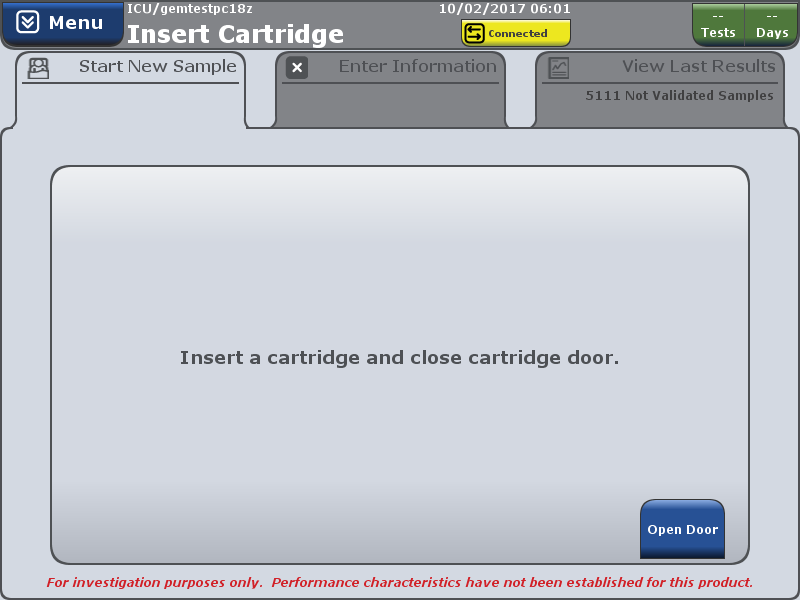 Menu
ICU/gemtestpc18z
10/02/2017 06:01
Insert Cartridge
Connected
-- --
Tests Days
Start New Sample
Enter Information
View Last Results
5111 Not Validated Samples
Insert a cartridge and close cartridge door.
Open Door
For investigation purposes only.  Performance characteristics have not been established for this product.